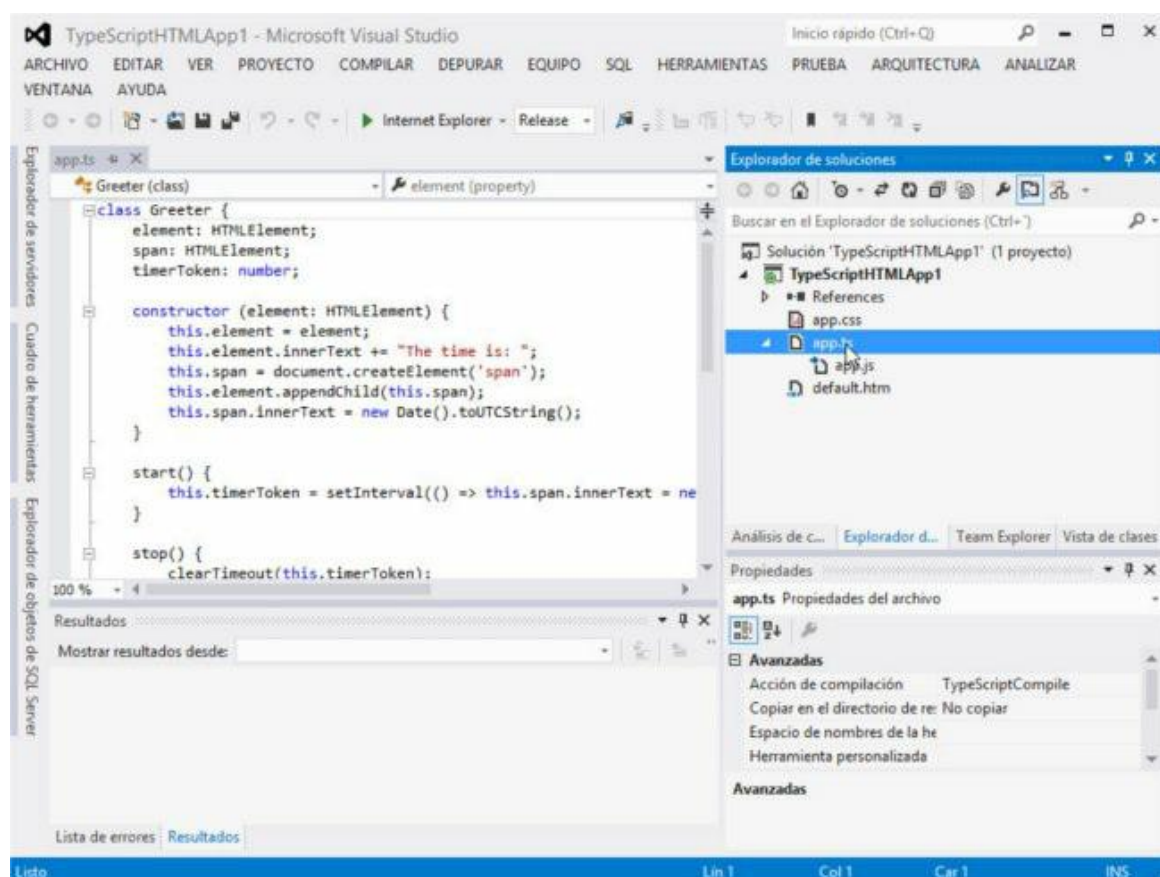 TypeScriptHTMLApp1 - Microsoft Visual Studio
Inicio rápido (Ctrl+Q)
ARCHIVO EDITAR VER PROYECTO COMPILAR DEPURAR EQUIPO SQL HERRAMIENTAS PRUEBA ARQUITECTURA ANALIZAR
VENTANA AYUDA
Internet Explorer Release
Explorador de servidores
Cuadro de herramientas
Explorador de objetos de SQL Server
app.ts
Greeter (class)
element (property)
class Greeter {
element: HTMLElement;
span: HTMLElement;
timerToken: number;
constructor (element: HTMLElement) {
this.element = element;
this.element.innerText += "The time is: ";
this.span = document.createElement('span');
this.element.appendChild(this.span);
this.span.innerText = new Date().toUTCString();
}
start() {
this.timerToken = setInterval(() => this.span.innerText = ne
}
stop() {
clearTimeout(this.timerToken);
100 %
Resultados
Mostrar resultados desde:
Lista de errores Resultados
Explorador de soluciones
Buscar en el Explorador de soluciones (Ctrl+¨)
Solución 'TypeScriptHTMLApp1' (1 proyecto)
TypeScriptHTMLApp1
References
app.css
app.ts
app.js
default.htm
Análisis de c... Explorador d... Team Explorer Vista de clases
Propiedades
app.ts Propiedades del archivo
Avanzadas
Acción de compilación TypeScriptCompile
Copiar en el directorio de re: No copiar
Espacio de nombres de la he
Herramienta personalizada
Avanzadas
Listo Lín 1 Col 1 Car 1 INS